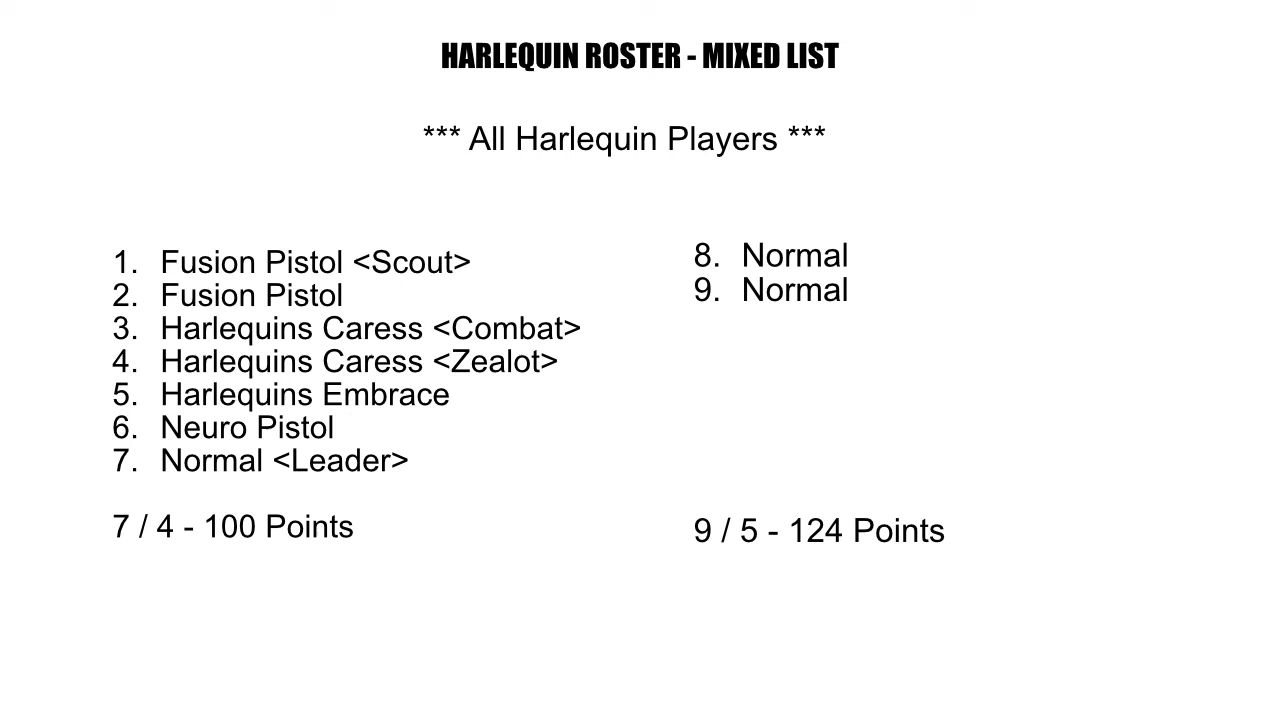 HARLEQUIN ROSTER - MIXED LIST
*** All Harlequin Players ***
1. Fusion Pistol <Scout>
2. Fusion Pistol
3. Harlequins Caress <Combat>
4. Harlequins Caress <Zealot>
5. Harlequins Embrace
6. Neuro Pistol
7. Normal <Leader>
7 / 4 - 100 Points
8. Normal
9. Normal
9 / 5 - 124 Points